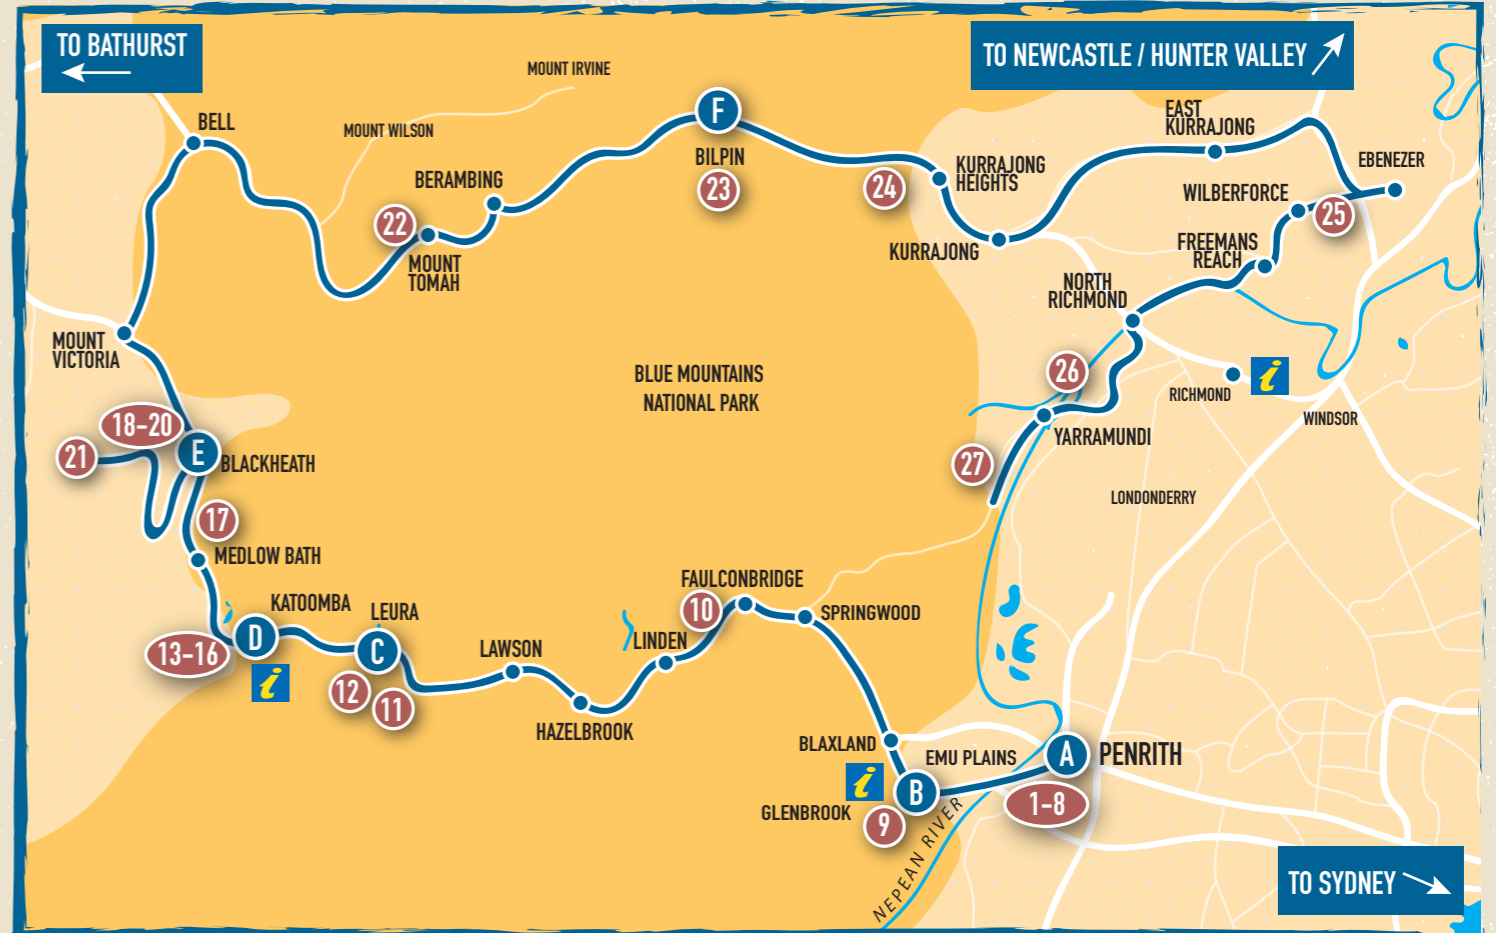 TO BATHURST
TO NEWCASTLE / HUNTER VALLEY
MOUNT IRVINE
BELL
MOUNT WILSON
F
EAST
KURRAJONG
BILPIN
23
BERAMBING
22
MOUNT
TOMAH
24
KURRAJONG
HEIGHTS
EBENEZER
WILBERFORCE
25
KURRAJONG
FREEMANS
REACH
NORTH
RICHMOND
MOUNT
VICTORIA
BLUE MOUNTAINS
NATIONAL PARK
26
RICHMOND
i
WINDSOR
18-20
21
E
BLACKHEATH
YARRAMUNDI
27
LONDONDERRY
17
MEDLOW BATH
KATOOMBA
LEURA
FAULCONBRIDGE
10
SPRINGWOOD
D
13-16
i
C
12
11
LAWSON
LINDEN
HAZELBROOK
BLAXLAND
EMU PLAINS
A
PENRITH
i
B
1-8
GLENBROOK
9
NEPEAN RIVER
TO SYDNEY